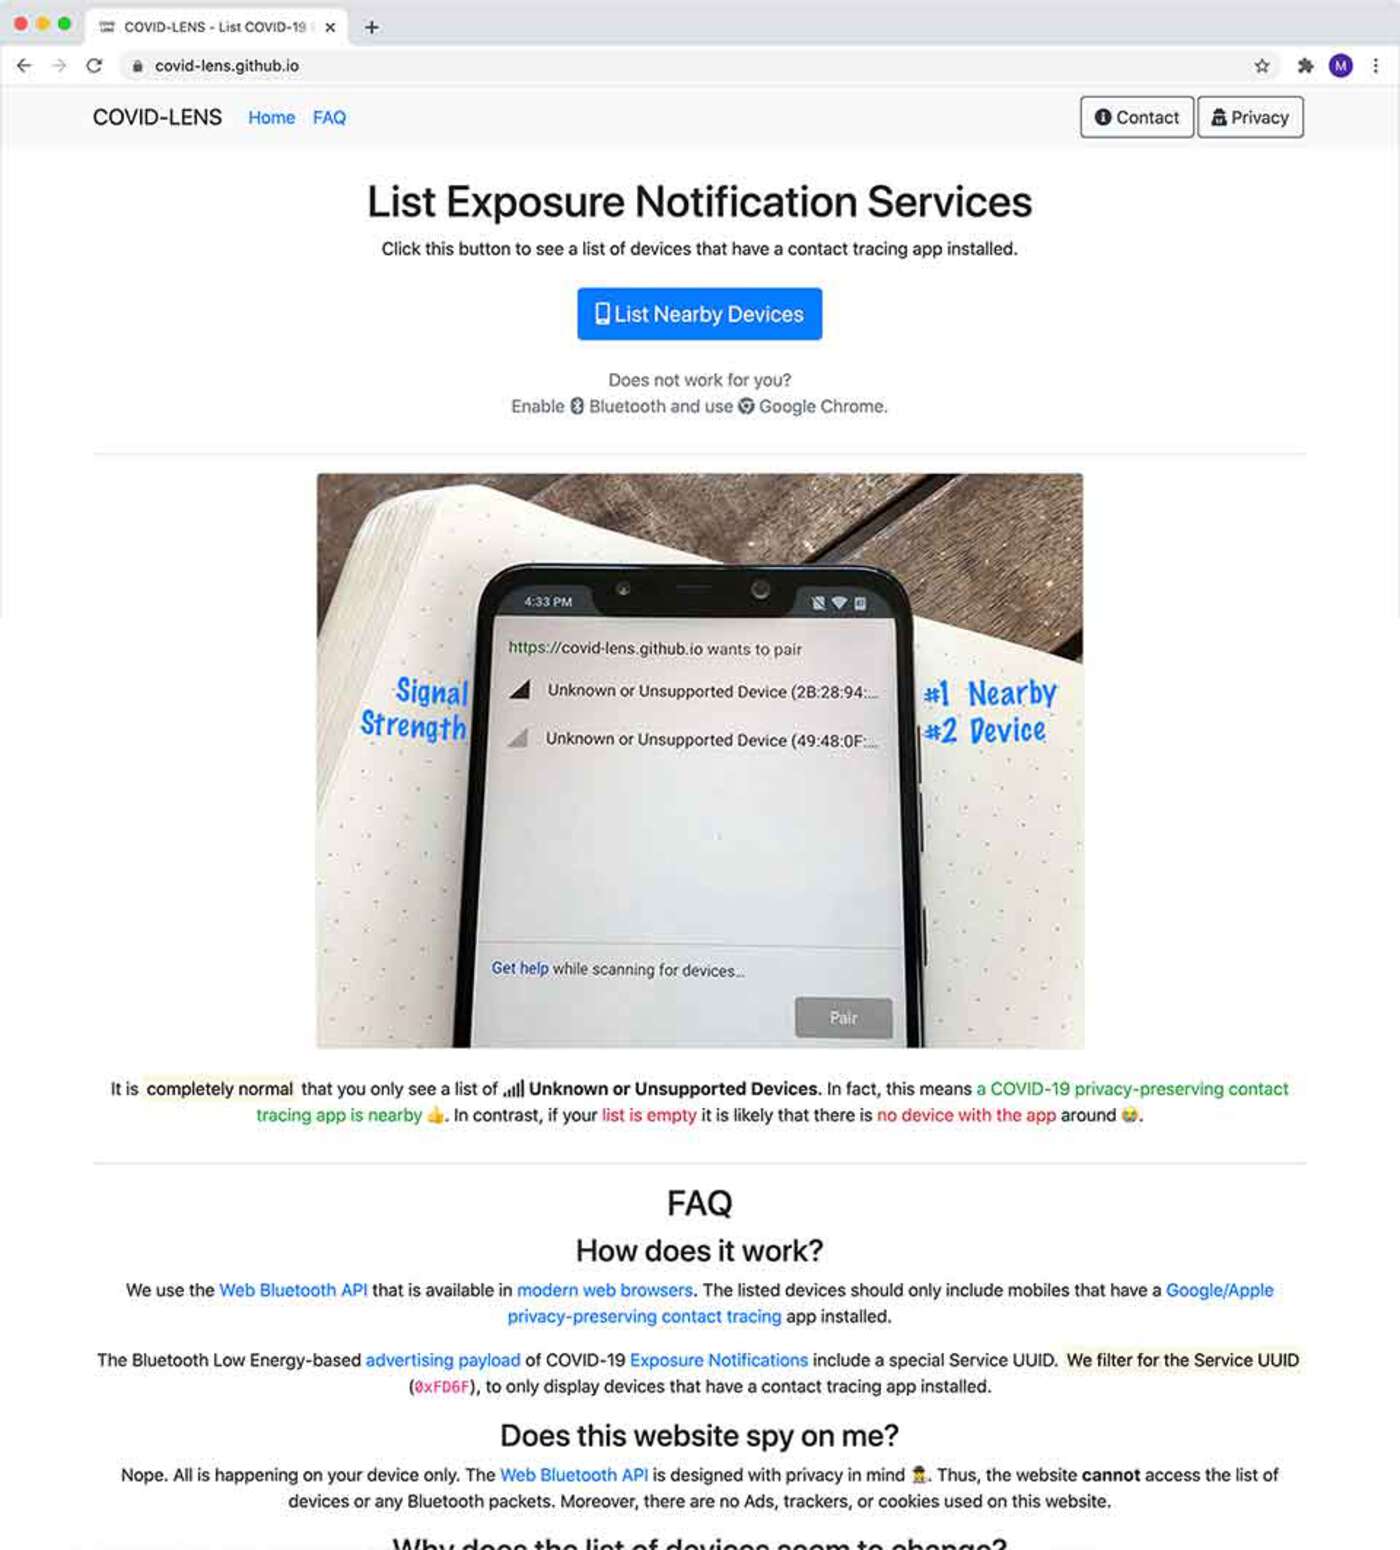 COVID-LENS - List COVID-19
covid-lens.github.io
M
COVID-LENS Home FAQ Contact Privacy
List Exposure Notification Services
Click this button to see a list of devices that have a contact tracing app installed.
List Nearby Devices
Does not work for you?
Enable Bluetooth and use Google Chrome.
4:33 PM
https://covid-lens.github.io wants to pair
Signal
Strength
Unknown or Unsupported Device (2B:28:94:...
Unknown or Unsupported Device (49:48:0F:...
#1 Nearby
#2 Device
Get help while scanning for devices...
Pair
It is completely normal that you only see a list of Unknown or Unsupported Devices. In fact, this means a COVID-19 privacy-preserving contact
tracing app is nearby 👍. In contrast, if your list is empty it is likely that there is no device with the app around 😭.
FAQ
How does it work?
We use the Web Bluetooth API that is available in modern web browsers. The listed devices should only include mobiles that have a Google/Apple
privacy-preserving contact tracing app installed.
The Bluetooth Low Energy-based advertising payload of COVID-19 Exposure Notifications include a special Service UUID. We filter for the Service UUID
(0xFD6F), to only display devices that have a contact tracing app installed.
Does this website spy on me?
Nope. All is happening on your device only. The Web Bluetooth API is designed with privacy in mind 🕵. Thus, the website cannot access the list of
devices or any Bluetooth packets. Moreover, there are no Ads, trackers, or cookies used on this website.
Why does the list of devices seem to change?